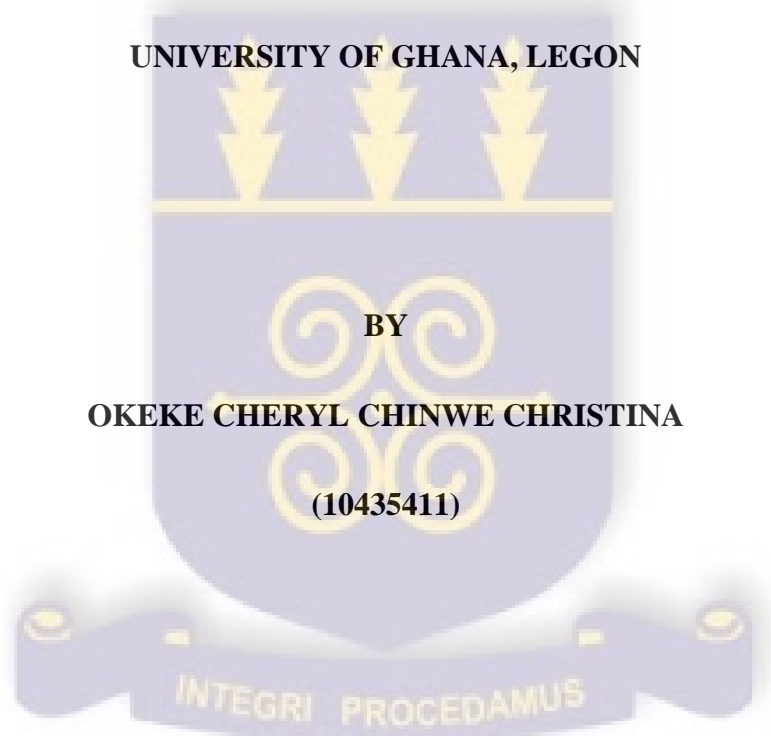 UNIVERSITY OF GHANA, LEGON
BY
OKEKE CHERYL CHINWE CHRISTINA
(10435411)
INTEGRI PROCEDAMUS